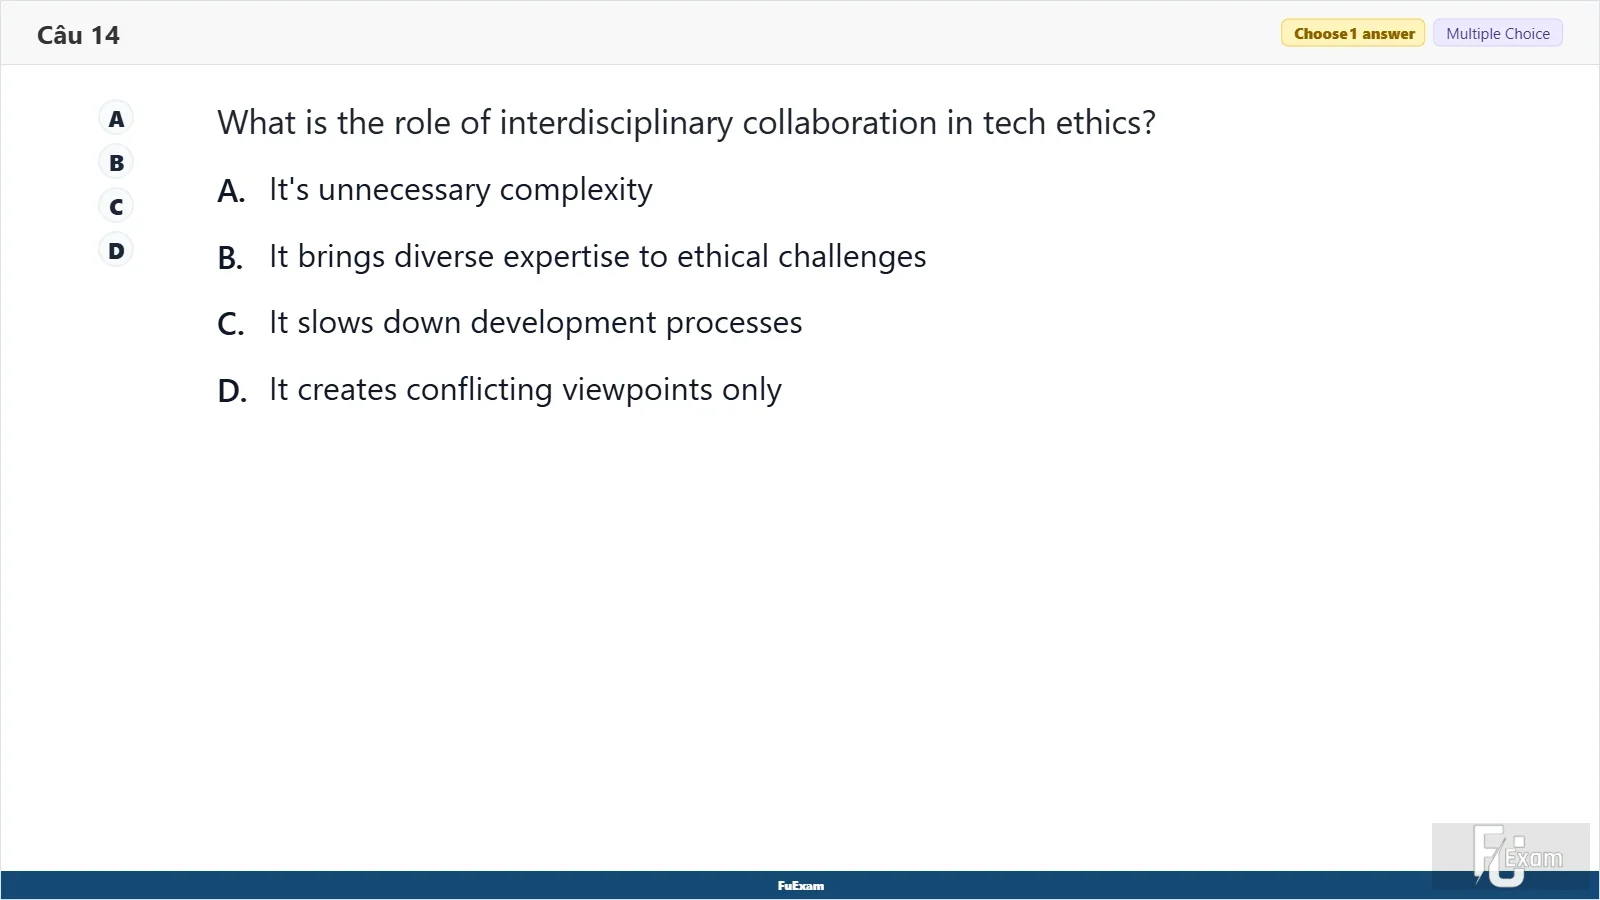 Câu 14
Choose 1 answer
Multiple Choice
A
B
C
D
What is the role of interdisciplinary collaboration in tech ethics?
A. It's unnecessary complexity
B. It brings diverse expertise to ethical challenges
C. It slows down development processes
D. It creates conflicting viewpoints only
FuExam
FU Exam